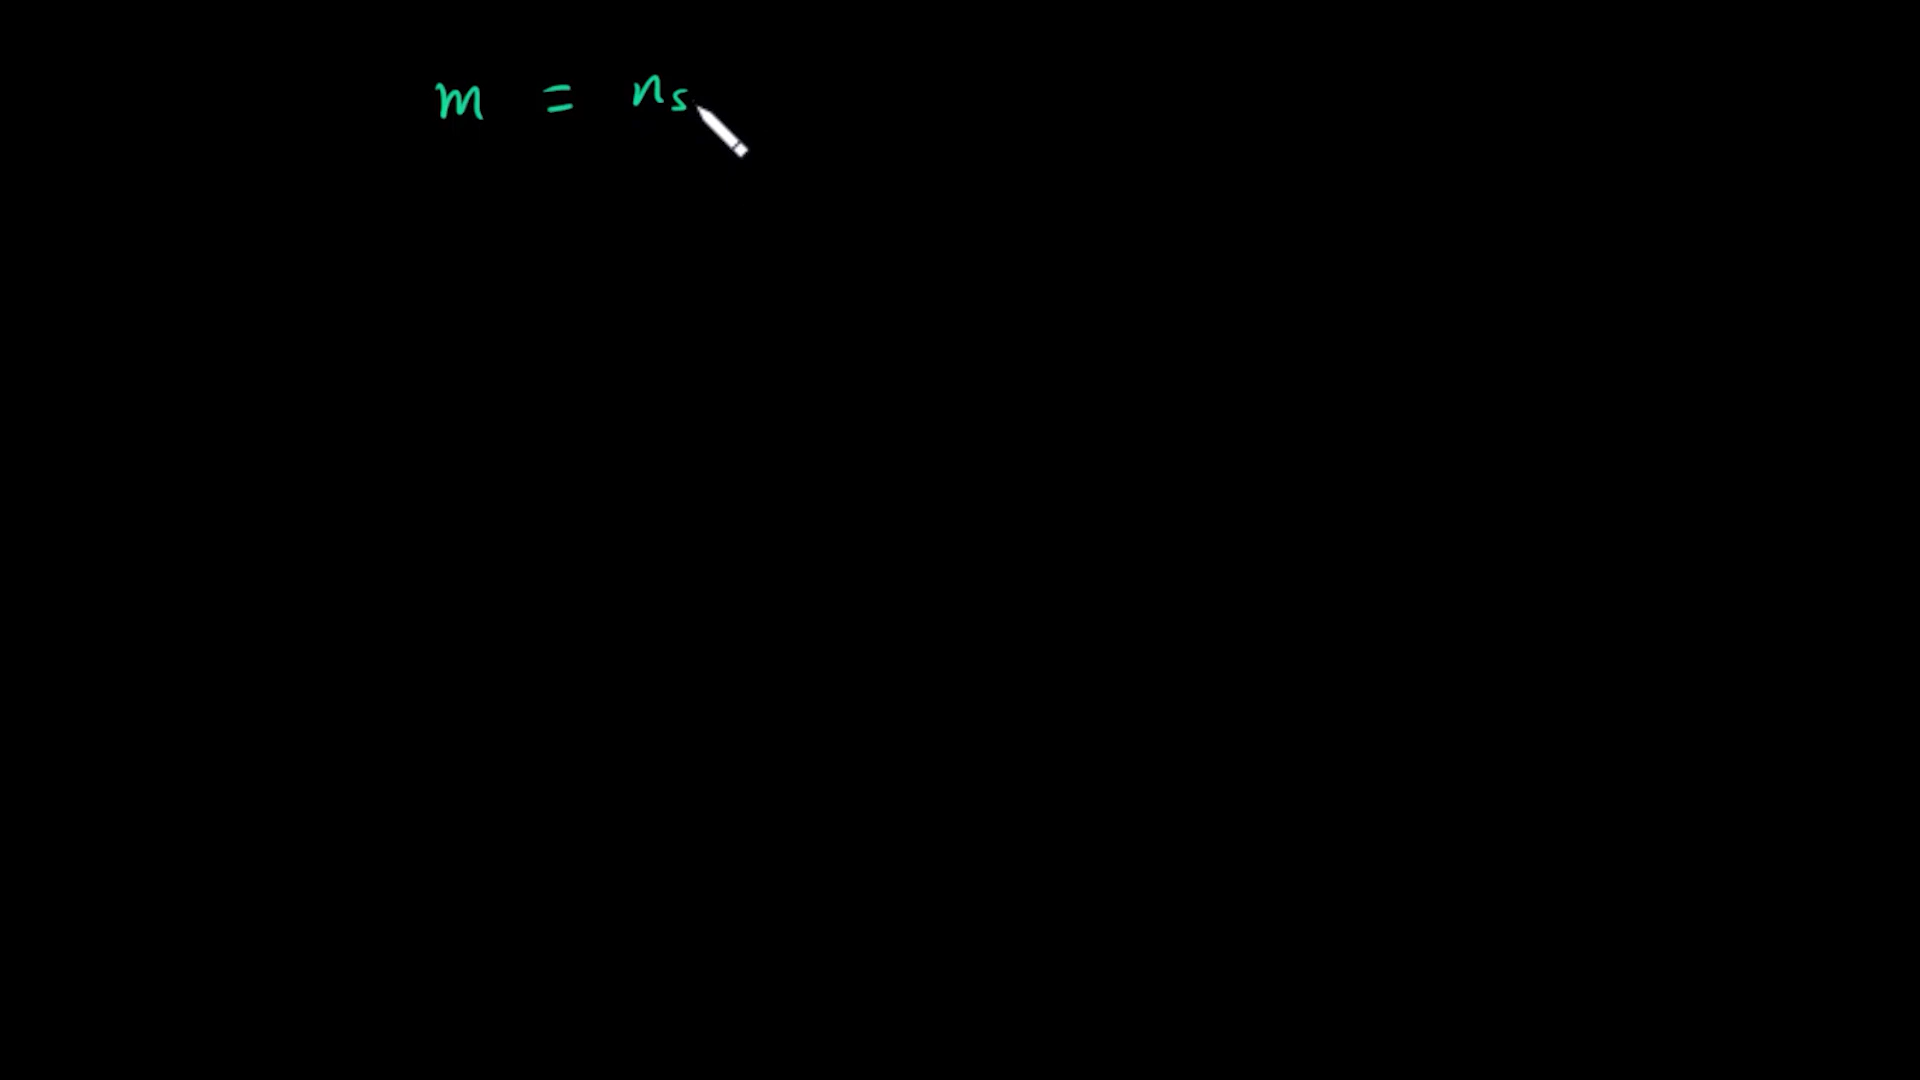 m = nₛ